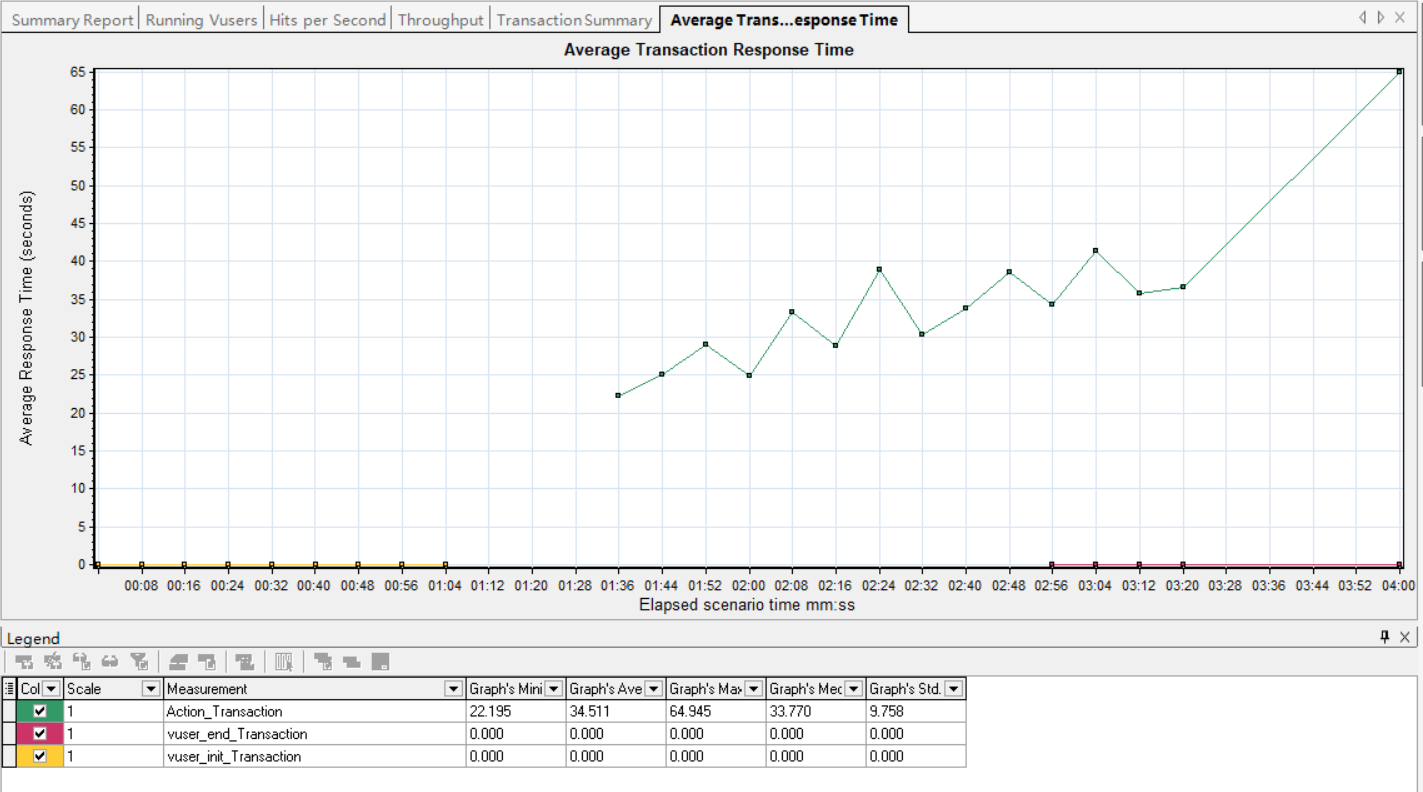 Summary Report Running Vusers Hits per Second Throughput Transaction Summary Average Trans...esponse Time
Average Transaction Response Time
Average Response Time (seconds)
65
60
55
50
45
40
35
30
25
20
15
10
5
0
00:08 00:16 00:24 00:32 00:40 00:48 00:56 01:04 01:12 01:20 01:28 01:36 01:44 01:52 02:00 02:08 02:16 02:24 02:32 02:40 02:48 02:56 03:04 03:12 03:20 03:28 03:36 03:44 03:52 04:00
Elapsed scenario time mm:ss
Legend
Col Scale Measurement Graph's Mini Graph's Ave Graph's Max Graph's Mec Graph's Std.
1 Action_Transaction 22.195 34.511 64.945 33.770 9.758
1 vuser_end_Transaction 0.000 0.000 0.000 0.000 0.000
1 vuser_init_Transaction 0.000 0.000 0.000 0.000 0.000